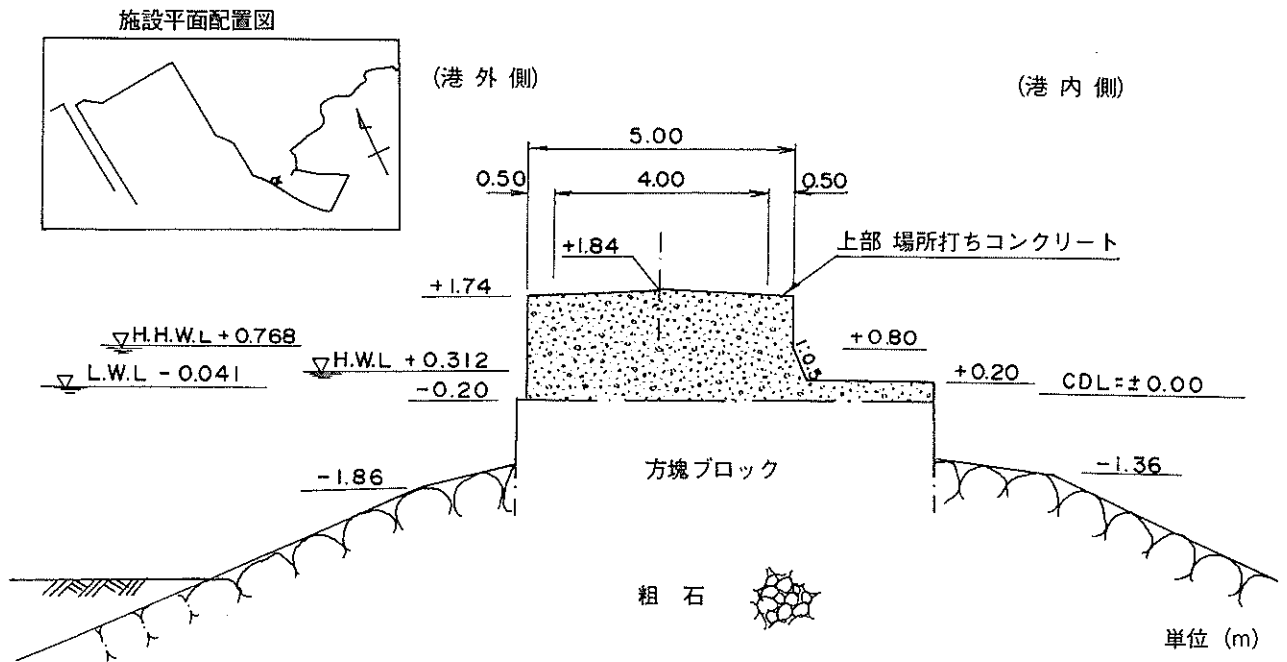 施設平面配置図
(港 外 側)
(港 内 側)
5.00
0.50
4.00
0.50
+1.84
上部 場所打ちコンクリート
+1.74
H.H.W.L +0.768
+0.80
H.W.L +0.312
L.W.L -0.041
1.05
+0.20
CDL=±0.00
-0.20
方塊ブロック
-1.86
-1.36
粗 石
単位 (m)